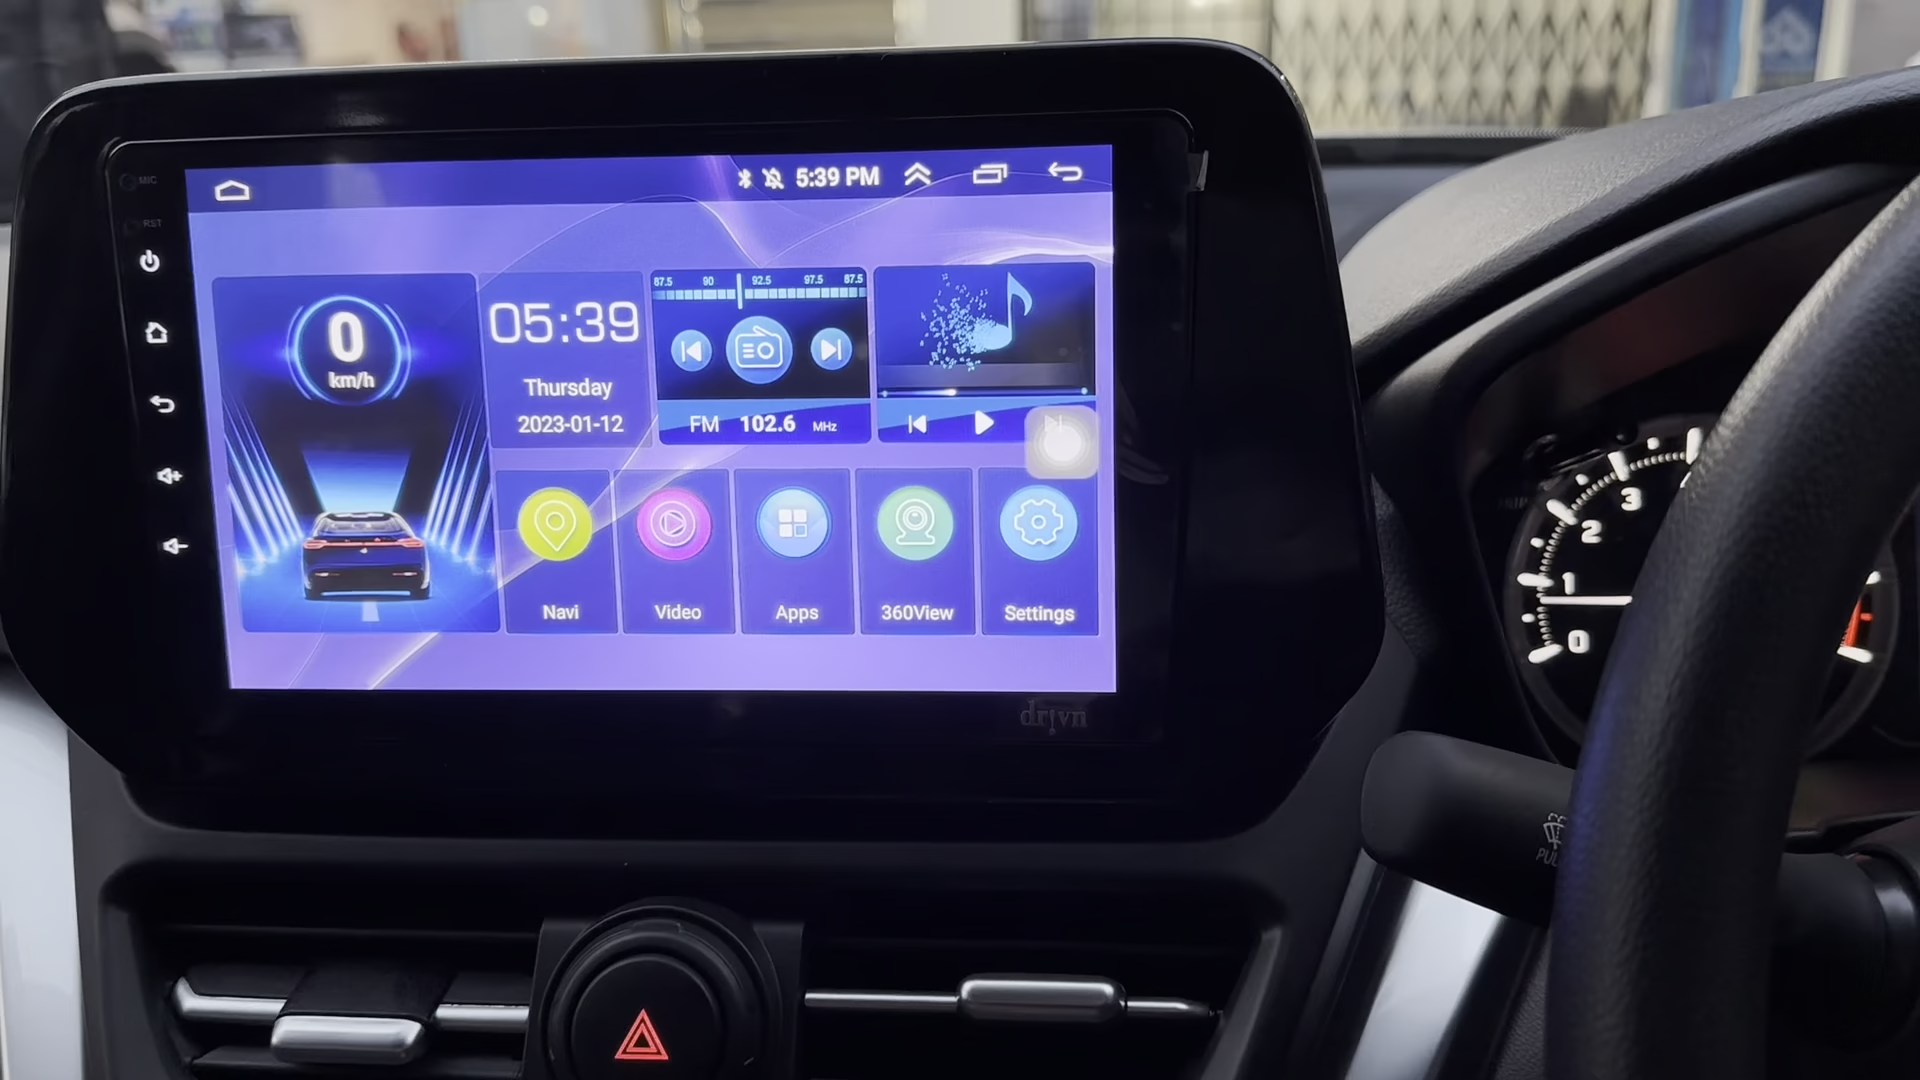 MIC
RST
5:39 PM
0
km/h
05:39
Thursday
2023-01-12
87.5 90 92.5 97.5 87.5
FM 102.6 MHz
Navi
Video
Apps
360View
Settings
drivn
3
2
1
0